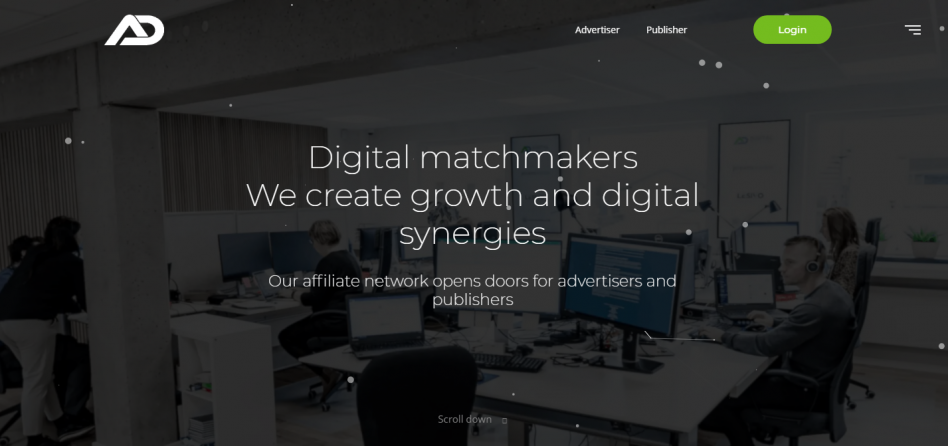 AD
Advertiser
Publisher
Login
Digital matchmakers
We create growth and digital
synergies
Our affiliate network opens doors for advertisers and
publishers
Scroll down